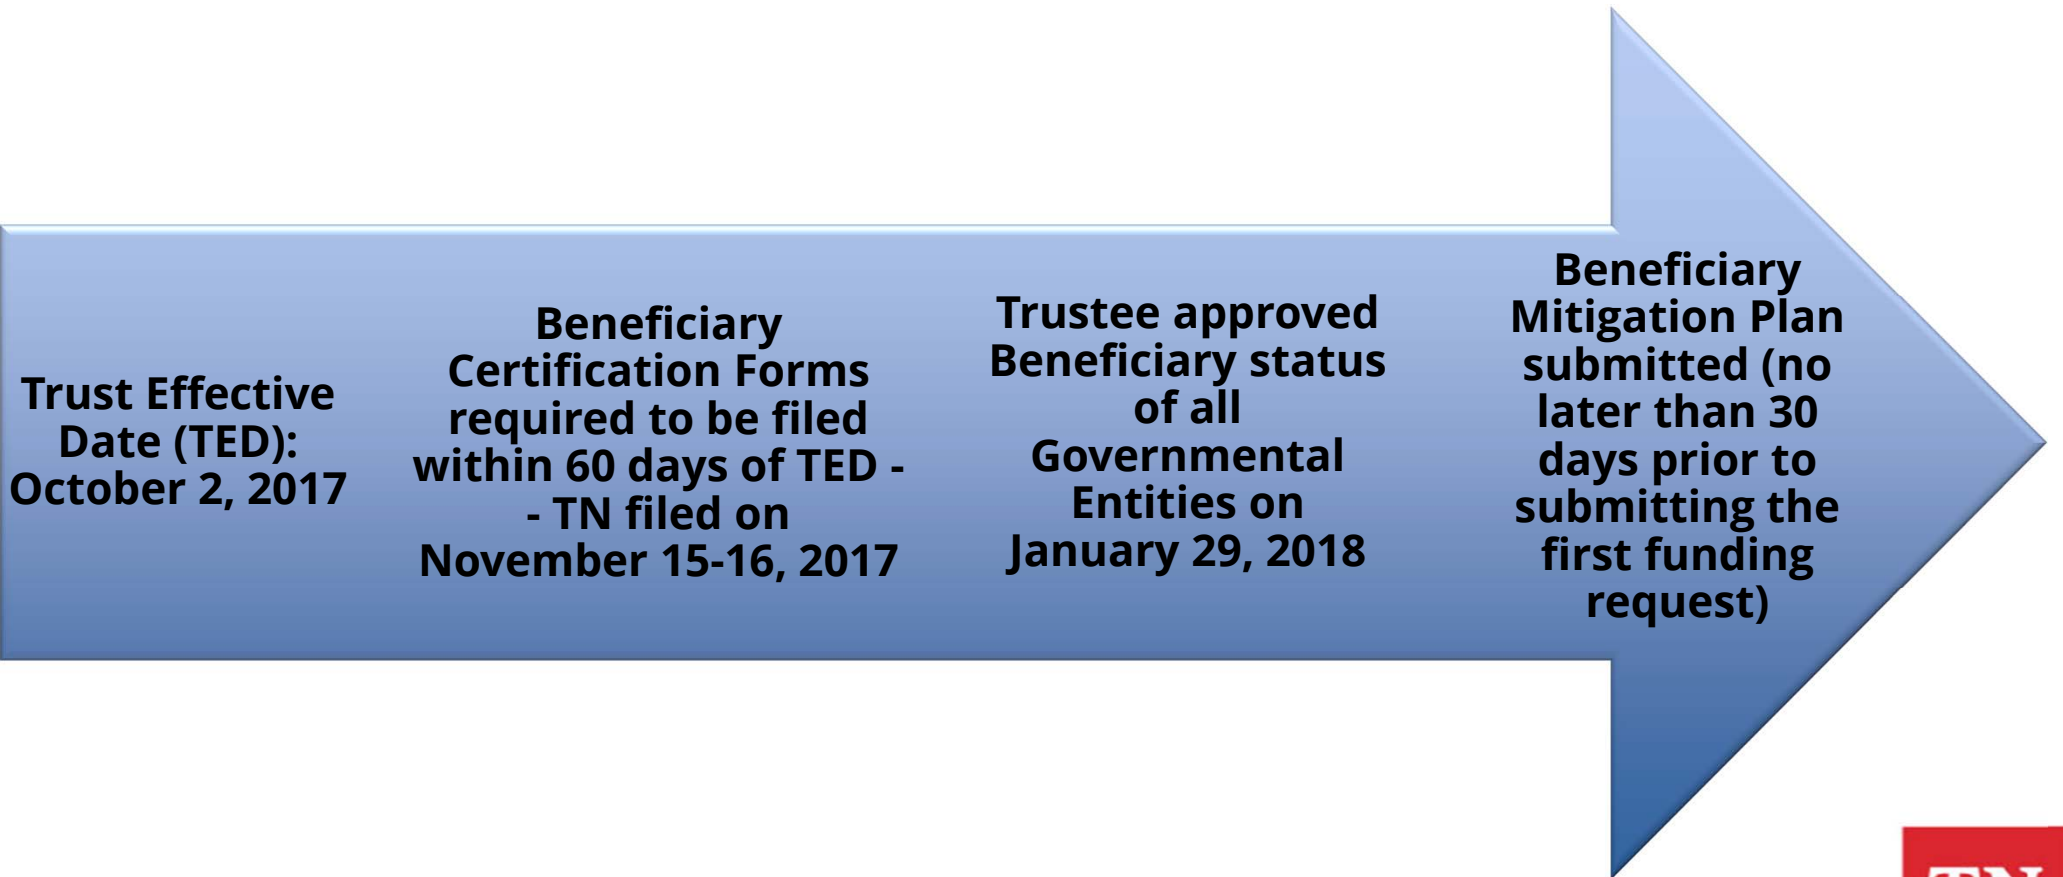 Trust Effective
Date (TED):
October 2, 2017
Beneficiary
Certification Forms
required to be filed
within 60 days of TED -
- TN filed on
November 15-16, 2017
Trustee approved
Beneficiary status
of all
Governmental
Entities on
January 29, 2018
Beneficiary
Mitigation Plan
submitted (no
later than 30
days prior to
submitting the
first funding
request)
TN